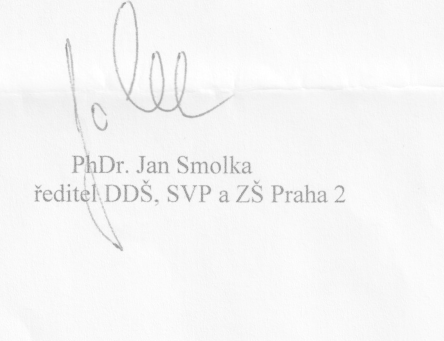 PhDr. Jan Smolka
ředitel DDŠ, SVP a ZŠ Praha 2